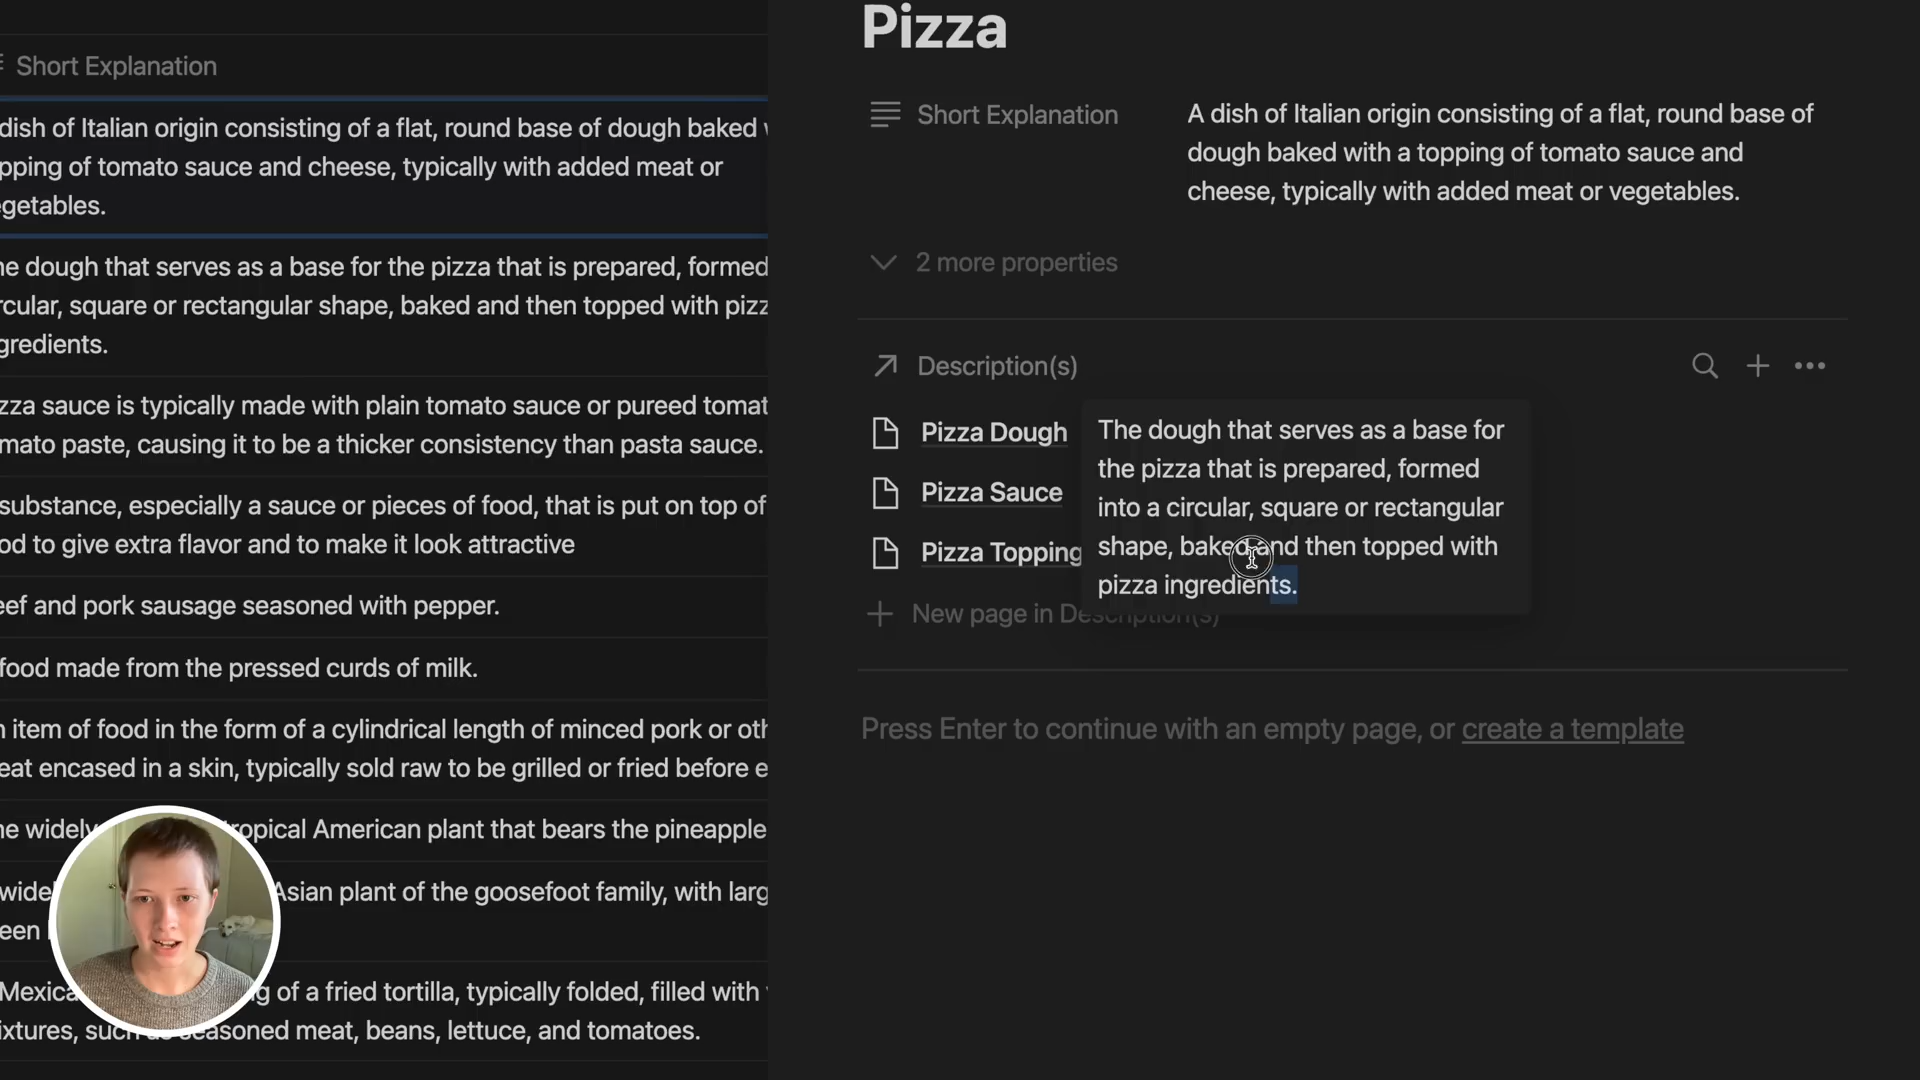 Short Explanation
dish of Italian origin consisting of a flat, round base of dough baked
pping of tomato sauce and cheese, typically with added meat or
getables.
he dough that serves as a base for the pizza that is prepared, formed
rcular, square or rectangular shape, baked and then topped with pizz
gredients.
zza sauce is typically made with plain tomato sauce or pureed tomat
mato paste, causing it to be a thicker consistency than pasta sauce.
substance, especially a sauce or pieces of food, that is put on top of
od to give extra flavor and to make it look attractive
eef and pork sausage seasoned with pepper.
food made from the pressed curds of milk.
n item of food in the form of a cylindrical length of minced pork or oth
eat encased in a skin, typically sold raw to be grilled or fried before e
he widely tropical American plant that bears the pineapple
wide Asian plant of the goosefoot family, with larg
een
Mexica g of a fried tortilla, typically folded, filled with
ixtures, such as seasoned meat, beans, lettuce, and tomatoes.
Pizza
Short Explanation
A dish of Italian origin consisting of a flat, round base of
dough baked with a topping of tomato sauce and
cheese, typically with added meat or vegetables.
2 more properties
Description(s)
Pizza Dough
Pizza Sauce
Pizza Topping
The dough that serves as a base for
the pizza that is prepared, formed
into a circular, square or rectangular
shape, baked and then topped with
pizza ingredients.
New page in Description(s)
Press Enter to continue with an empty page, or create a template